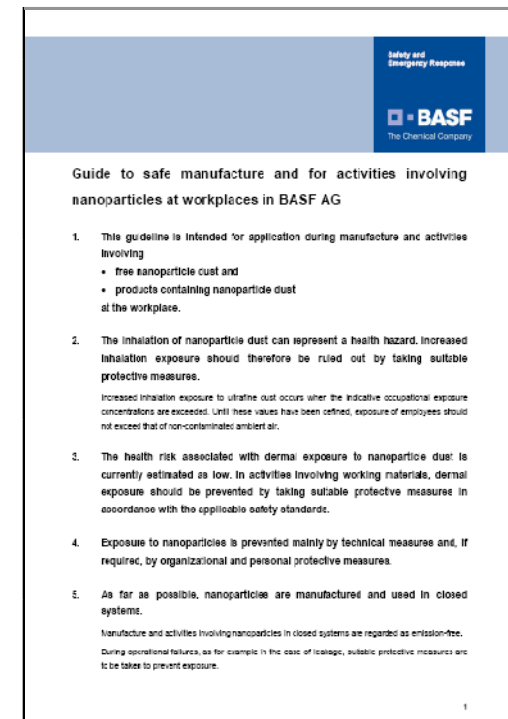 Safety and
Emergency Response
BASF
The Chemical Company
Guide to safe manufacture and for activities involving
nanoparticles at workplaces in BASF AG
1. This guideline is intended for application during manufacture and activities
involving
• free nanoparticle dust and
• products containing nanoparticle dust
at the workplace.
2. The inhalation of nanoparticle dust can represent a health hazard. Increased
inhalation exposure should therefore be ruled out by taking suitable
protective measures.
Increased inhalation exposure to ultrafine dust occurs when the indicative occupational exposure
concentrations are exceeded. Until these values have been defined, exposure of employees should
not exceed that of non-contaminated ambient air.
3. The health risk associated with dermal exposure to nanoparticle dust is
currently estimated as low. In activities involving working materials, dermal
exposure should be prevented by taking suitable protective measures in
accordance with the applicable safety standards.
4. Exposure to nanoparticles is prevented mainly by technical measures and, if
required, by organizational and personal protective measures.
5. As far as possible, nanoparticles are manufactured and used in closed
systems.
Manufacture and activities involving nanoparticles in closed systems are regarded as emission-free.
During operational failures, as for example in the case of leakage, suitable protective measures are
to be taken to prevent exposure.
1